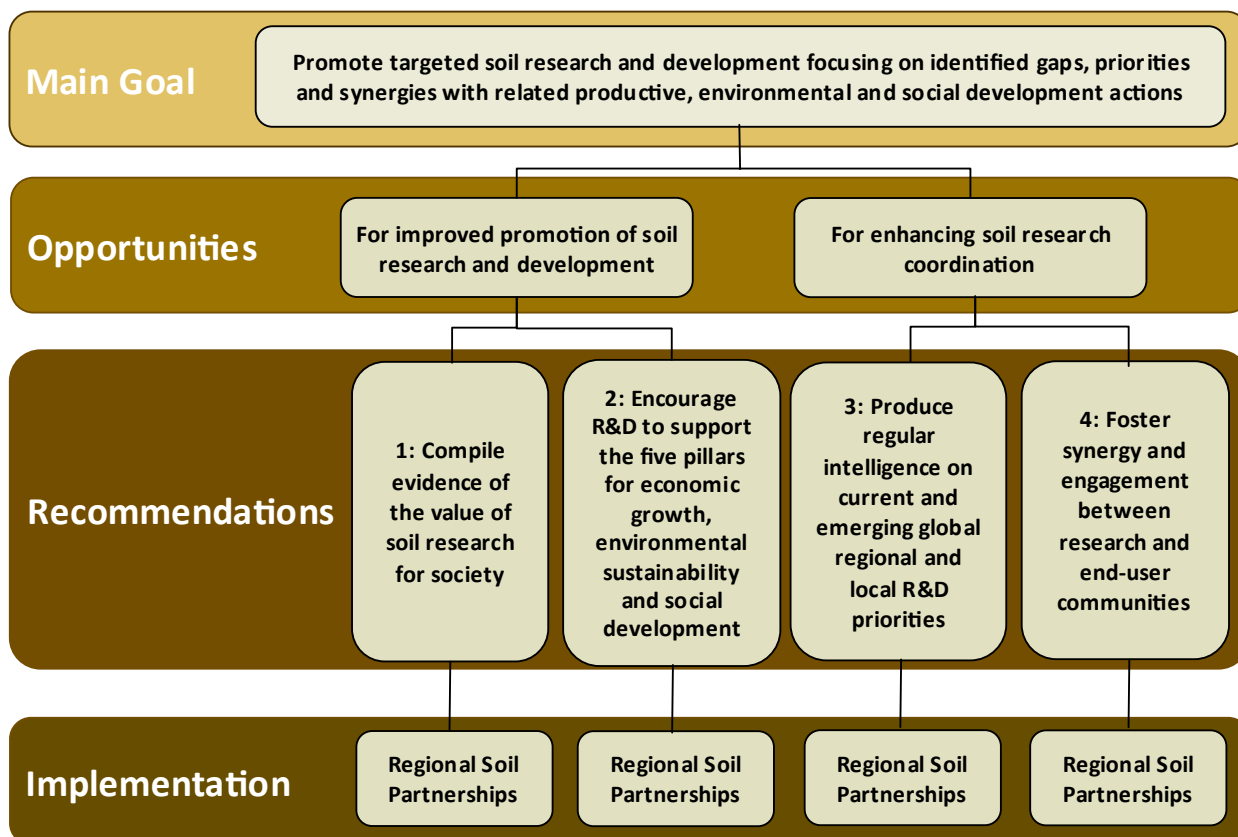 Main Goal
Promote targeted soil research and development focusing on identified gaps, priorities
and synergies with related productive, environmental and social development actions
Opportunities
For improved promotion of soil
research and development
For enhancing soil research
coordination
Recommendations
1: Compile
evidence of
the value of
soil research
for society
2: Encourage
R&D to support
the five pillars
for economic
growth,
environmental
sustainability
and social
development
3: Produce
regular
intelligence on
current and
emerging global
regional and
local R&D
priorities
4: Foster
synergy and
engagement
between
research and
end-user
communities
Implementation
Regional Soil
Partnerships
Regional Soil
Partnerships
Regional Soil
Partnerships
Regional Soil
Partnerships